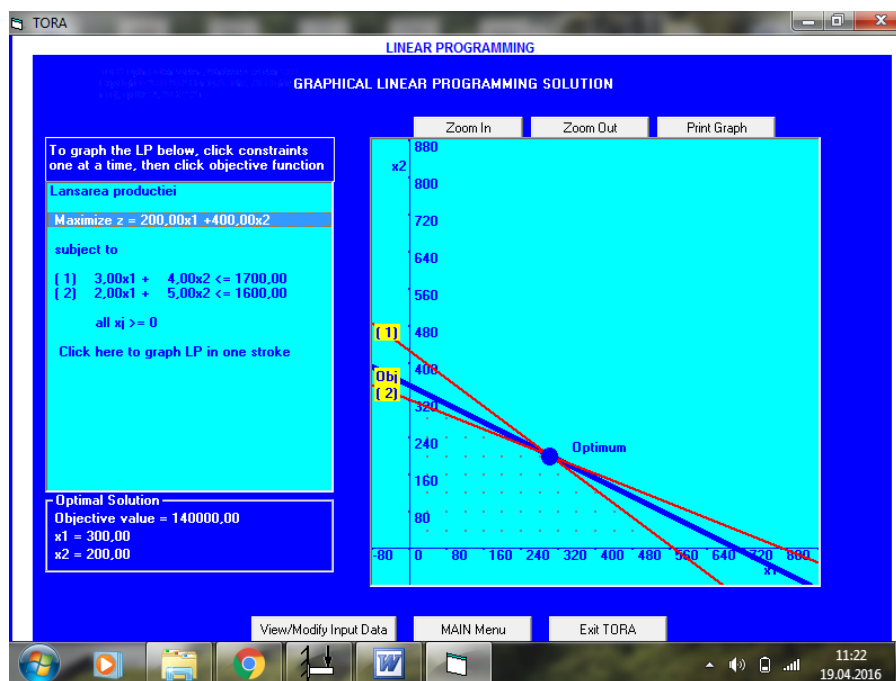 TORA
LINEAR PROGRAMMING
GRAPHICAL LINEAR PROGRAMMING SOLUTION
Zoom In Zoom Out Print Graph
To graph the LP below, click constraints
one at a time, then click objective function
Lansarea productiei
Maximize z = 200,00x1 +400,00x2
subject to
( 1) 3,00x1 + 4,00x2 <= 1700,00
( 2) 2,00x1 + 5,00x2 <= 1600,00
all xj >= 0
Click here to graph LP in one stroke
Optimal Solution
Objective value = 140000,00
x1 = 300,00
x2 = 200,00
880
x2
800
720
640
560
( 1) 480
400
Obj
( 2)
320
240
Optimum
160
80
-80 0 80 160 240 320 400 480 560 640 720 800
x1
View/Modify Input Data MAIN Menu Exit TORA
W
11:22
19.04.2016